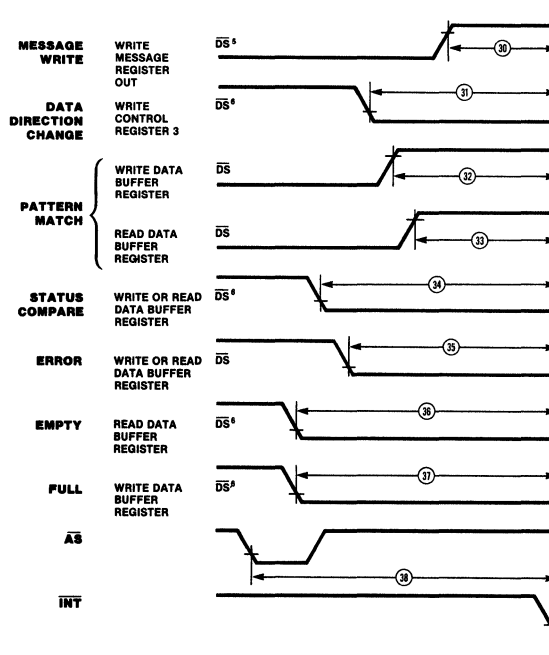 MESSAGE WRITE DS 5
WRITE MESSAGE
30
REGISTER
OUT
31
DATA WRITE DS 6
DIRECTION CONTROL
CHANGE REGISTER 3
WRITE DATA DS
BUFFER
32
REGISTER
PATTERN
MATCH
READ DATA DS
BUFFER
33
REGISTER
34
STATUS WRITE OR READ DS 6
COMPARE DATA BUFFER
REGISTER
35
ERROR WRITE OR READ DS
DATA BUFFER
REGISTER
36
EMPTY READ DATA DS 6
BUFFER
REGISTER
37
FULL WRITE DATA DS 6
BUFFER
REGISTER
AS
38
INT